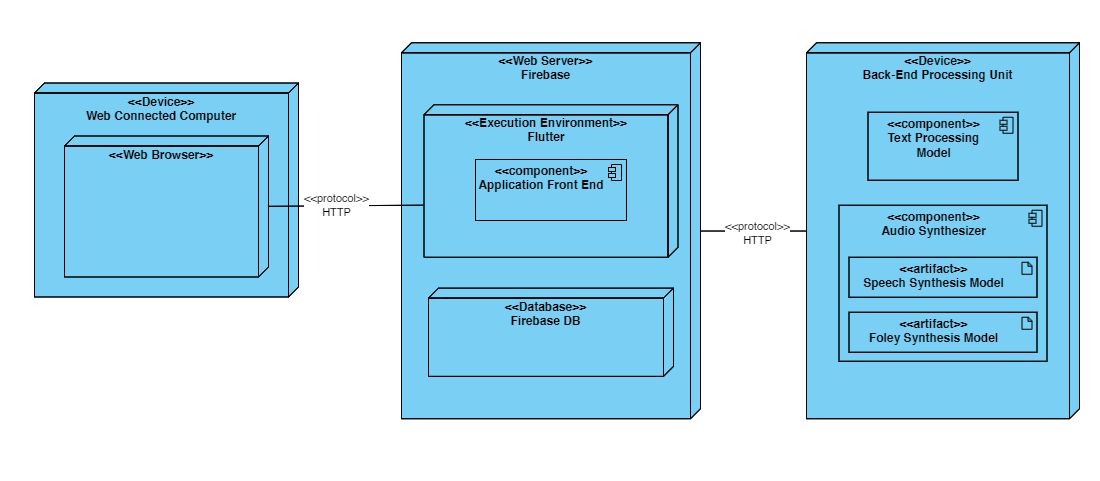 <<Device>>
Web Connected Computer
<<Web Browser>>
<<protocol>>
HTTP
<<Web Server>>
Firebase
<<Execution Environment>>
Flutter
<<component>>
Application Front End
<<Database>>
Firebase DB
<<protocol>>
HTTP
<<Device>>
Back-End Processing Unit
<<component>>
Text Processing
Model
<<component>>
Audio Synthesizer
<<artifact>>
Speech Synthesis Model
<<artifact>>
Foley Synthesis Model